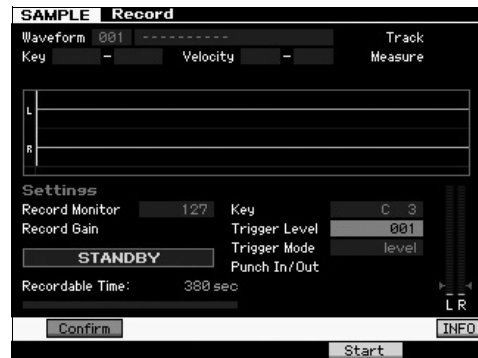 SAMPLE Record
Waveform 001 ---------- Track
Key – Velocity – Measure
L
R
Settings
Record Monitor 127 Key C 3
Record Gain Trigger Level 001
Trigger Mode level
STANDBY
Punch In/Out
Recordable Time: 380 sec
L R
Confirm INFO
Start